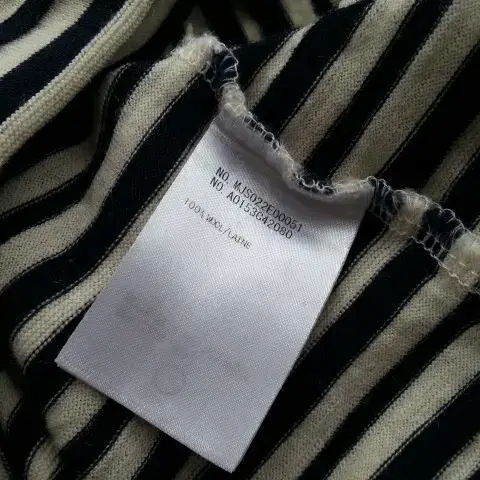 NO. MJS022E00051
NO. A0153C42080
100% WOOL/LAINE